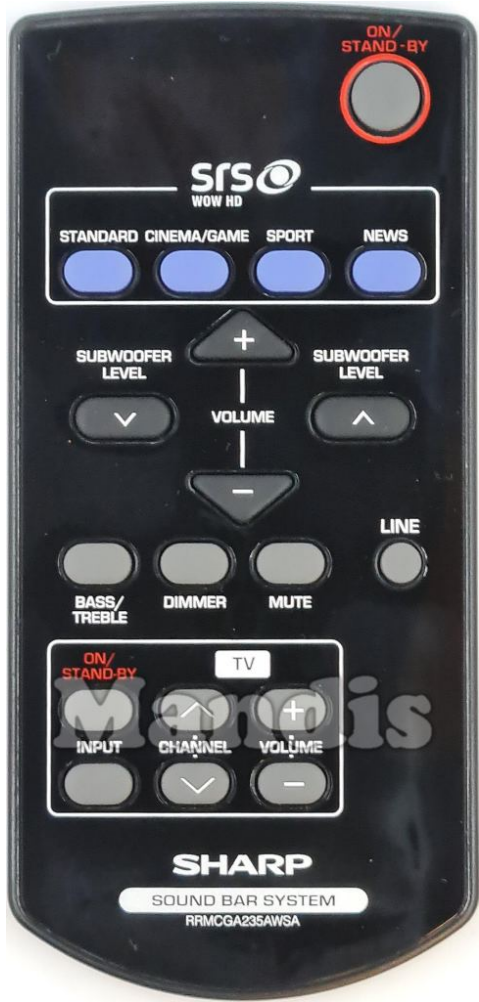 ON/
STAND-BY
SrS
WOW HD
STANDARD CINEMA/GAME SPORT NEWS
+
SUBWOOFER
LEVEL
SUBWOOFER
LEVEL
VOLUME
−
LINE
BASS/
TREBLE
DIMMER
MUTE
ON/
STAND-BY
TV
Mandis
+
INPUT CHANNEL VOLUME
−
SHARP
SOUND BAR SYSTEM
RRMCGA235AWSA